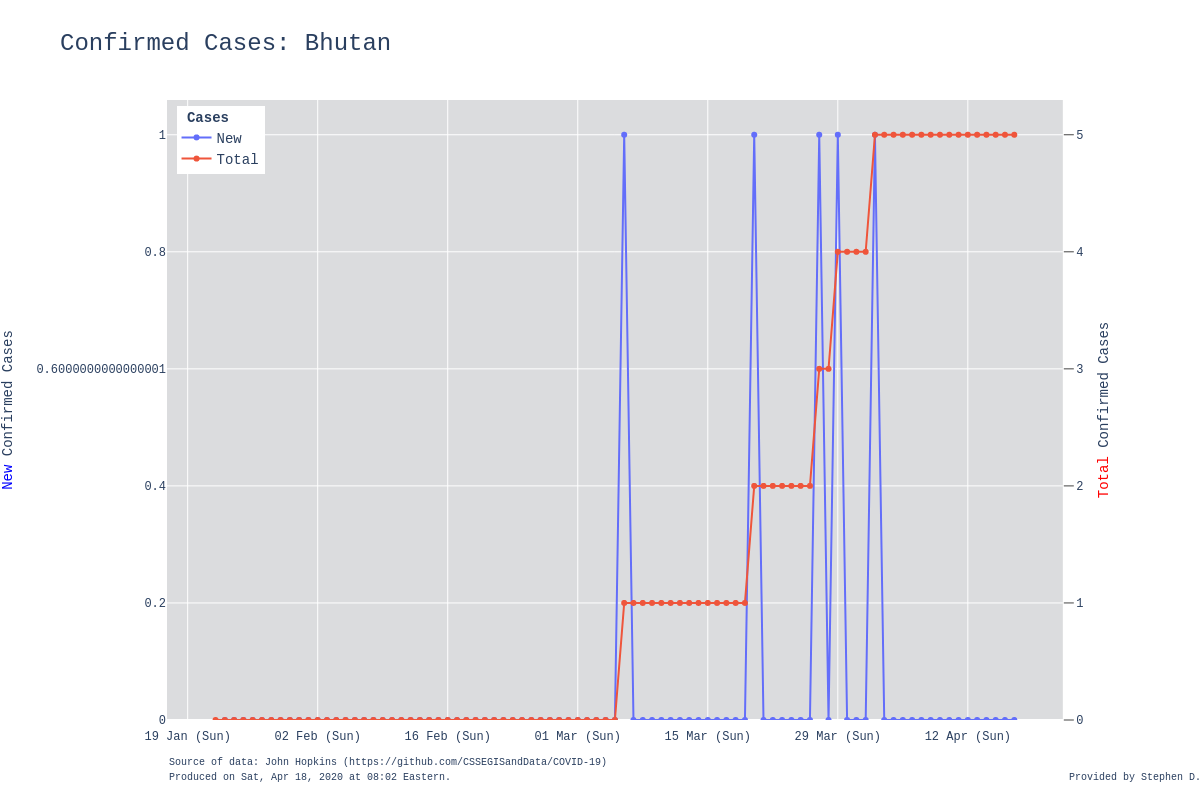 Confirmed Cases: Bhutan
Cases
New
Total
1
0.8
0.6000000000000001
0.4
0.2
0
5
4
3
2
1
0
New Confirmed Cases
Total Confirmed Cases
19 Jan (Sun) 02 Feb (Sun) 16 Feb (Sun) 01 Mar (Sun) 15 Mar (Sun) 29 Mar (Sun) 12 Apr (Sun)
Source of data: John Hopkins (https://github.com/CSSEGISandData/COVID-19)
Produced on Sat, Apr 18, 2020 at 08:02 Eastern.
Provided by Stephen D.